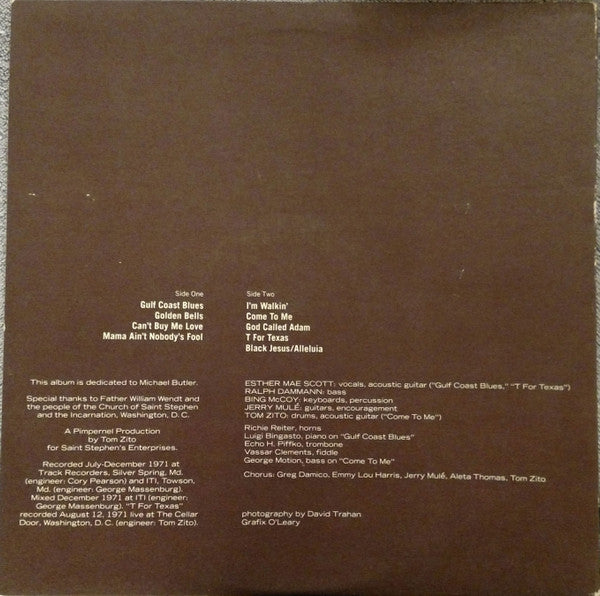 Side One
Gulf Coast Blues
Golden Bells
Can't Buy Me Love
Mama Ain't Nobody's Fool
Side Two
I'm Walkin'
Come To Me
God Called Adam
T For Texas
Black Jesus/Alleluia
This album is dedicated to Michael Butler.
Special thanks to Father William Wendt and
the people of the Church of Saint Stephen
and the Incarnation, Washington, D. C.
A Pimpernel Production
by Tom Zito
for Saint Stephen's Enterprises.
Recorded July-December 1971 at
Track Recorders, Silver Spring, Md.
(engineer: Cory Pearson) and ITI, Towson,
Md. (engineer: George Massenburg).
Mixed December 1971 at ITI (engineer:
George Massenburg). "T For Texas"
recorded August 12, 1971 live at The Cellar
Door, Washington, D. C. (engineer: Tom Zito).
ESTHER MAE SCOTT: vocals, acoustic guitar ("Gulf Coast Blues," "T For Texas")
RALPH DAMMANN: bass
BING McCOY: keyboards, percussion
JERRY MULÉ: guitars, encouragement
TOM ZITO: drums, acoustic guitar ("Come To Me")
Richie Reiter, horns
Luigi Bingasto, piano on "Gulf Coast Blues"
Echo H. Piffko, trombone
Vassar Clements, fiddle
George Motion, bass on "Come To Me"
Chorus: Greg Damico, Emmy Lou Harris, Jerry Mulé, Aleta Thomas, Tom Zito
photography by David Trahan
Grafix O'Leary